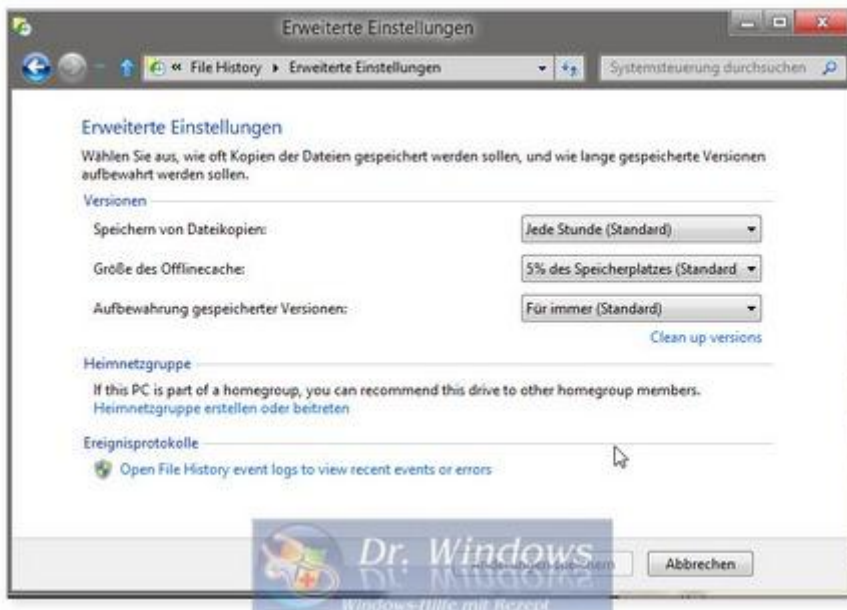 Erweiterte Einstellungen
« File History ▸ Erweiterte Einstellungen
Systemsteuerung durchsuchen
Erweiterte Einstellungen
Wählen Sie aus, wie oft Kopien der Dateien gespeichert werden sollen, und wie lange gespeicherte Versionen
aufbewahrt werden sollen.
Versionen
Speichern von Dateikopien:
Jede Stunde (Standard)
Größe des Offlinecache:
5% des Speicherplatzes (Standard
Aufbewahrung gespeicherter Versionen:
Für immer (Standard)
Clean up versions
Heimnetzgruppe
If this PC is part of a homegroup, you can recommend this drive to other homegroup members.
Heimnetzgruppe erstellen oder beitreten
Ereignisprotokolle
Open File History event logs to view recent events or errors
Dr. Windows
Abbrechen
Windows-Hilfe mit Rezept